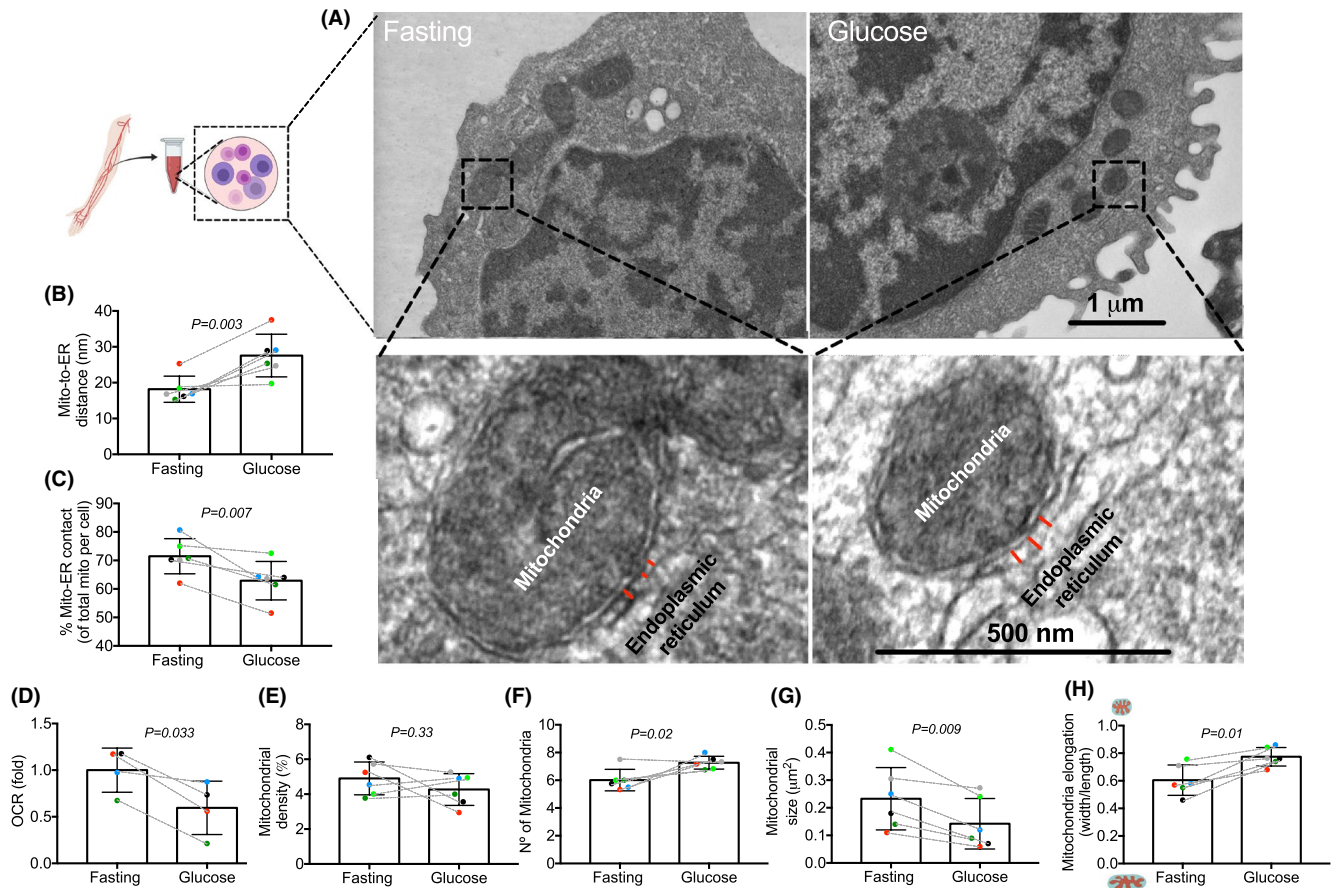 (A)
Fasting
Glucose
1 μm
(B)
P=0.003
Mito-to-ER
distance (nm)
40
30
20
10
0
Fasting
Glucose
(C)
P=0.007
% Mito-ER contact
(of total mito per cell)
90
80
70
60
50
40
Fasting
Glucose
Mitochondria
Endoplasmic
reticulum
Mitochondria
Endoplasmic
reticulum
500 nm
(D)
P=0.033
OCR (fold)
1.5
1.0
0.5
0.0
Fasting
Glucose
(E)
P=0.33
Mitochondrial
density (%)
8
6
4
2
0
Fasting
Glucose
(F)
P=0.02
Nº of Mitochondria
10
8
6
4
2
0
Fasting
Glucose
(G)
P=0.009
Mitochondrial
size (μm²)
0.5
0.4
0.3
0.2
0.1
0.0
Fasting
Glucose
(H)
P=0.01
Mitochondria elongation
(width/length)
1.0
0.8
0.6
0.4
0.2
0.0
Fasting
Glucose